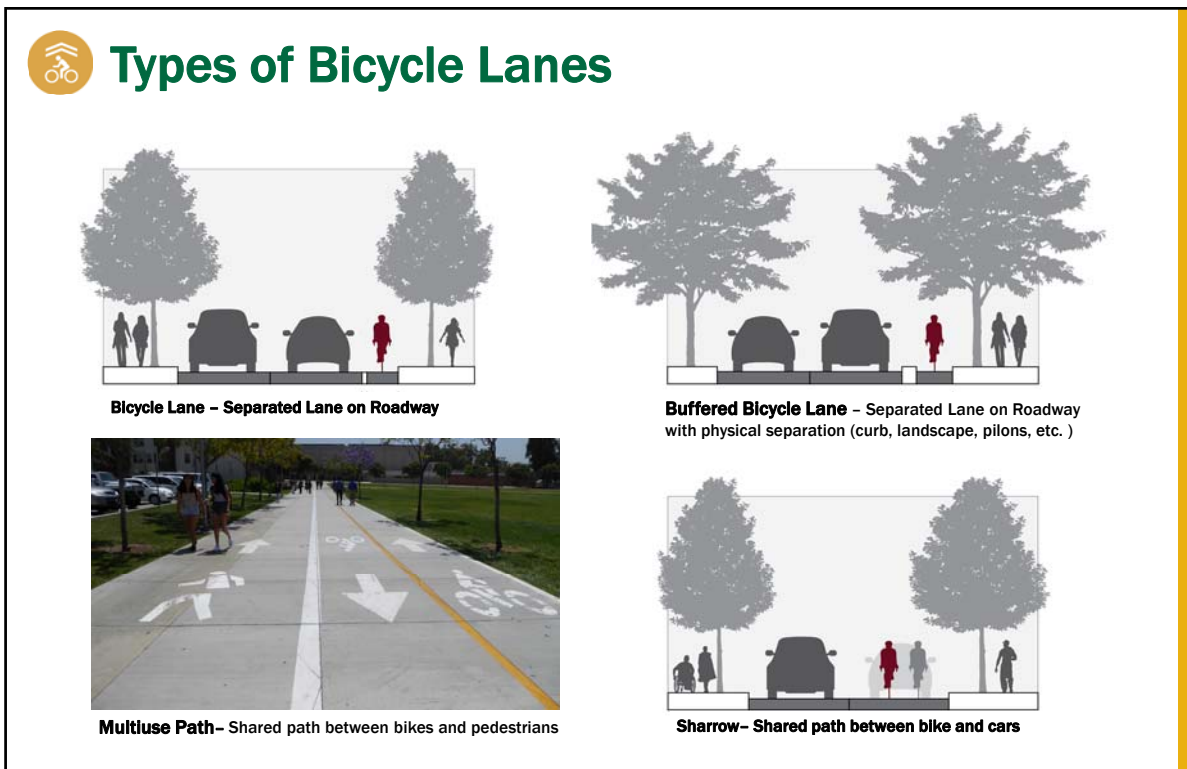 Types of Bicycle Lanes
Bicycle Lane – Separated Lane on Roadway
Buffered Bicycle Lane – Separated Lane on Roadway
with physical separation (curb, landscape, pilons, etc. )
Multiuse Path– Shared path between bikes and pedestrians
Sharrow– Shared path between bike and cars